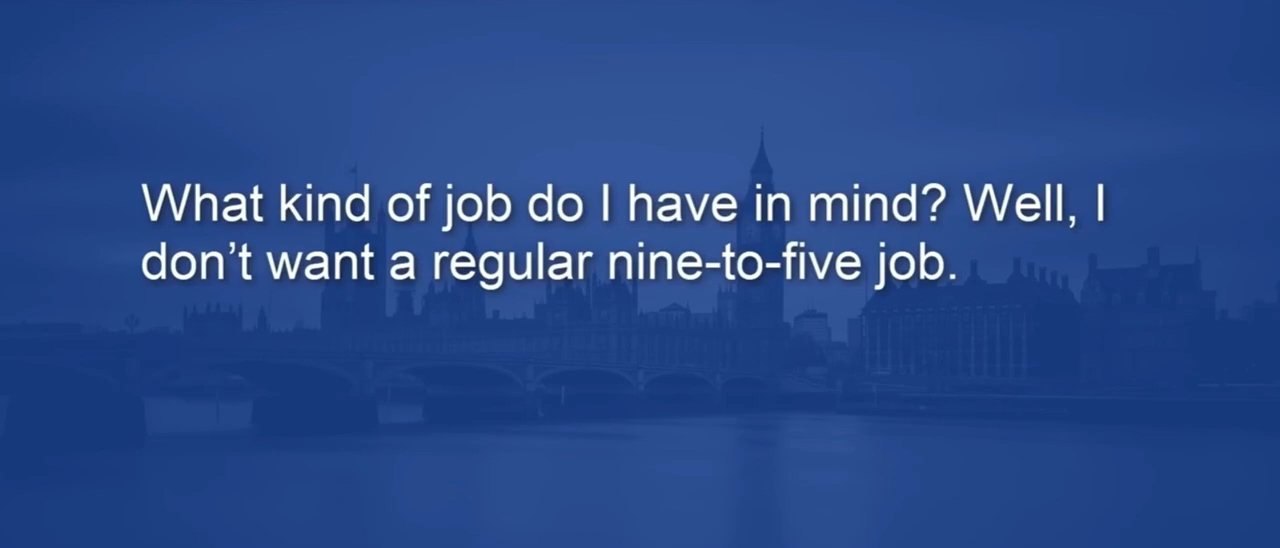 What kind of job do I have in mind? Well, I
don’t want a regular nine-to-five job.